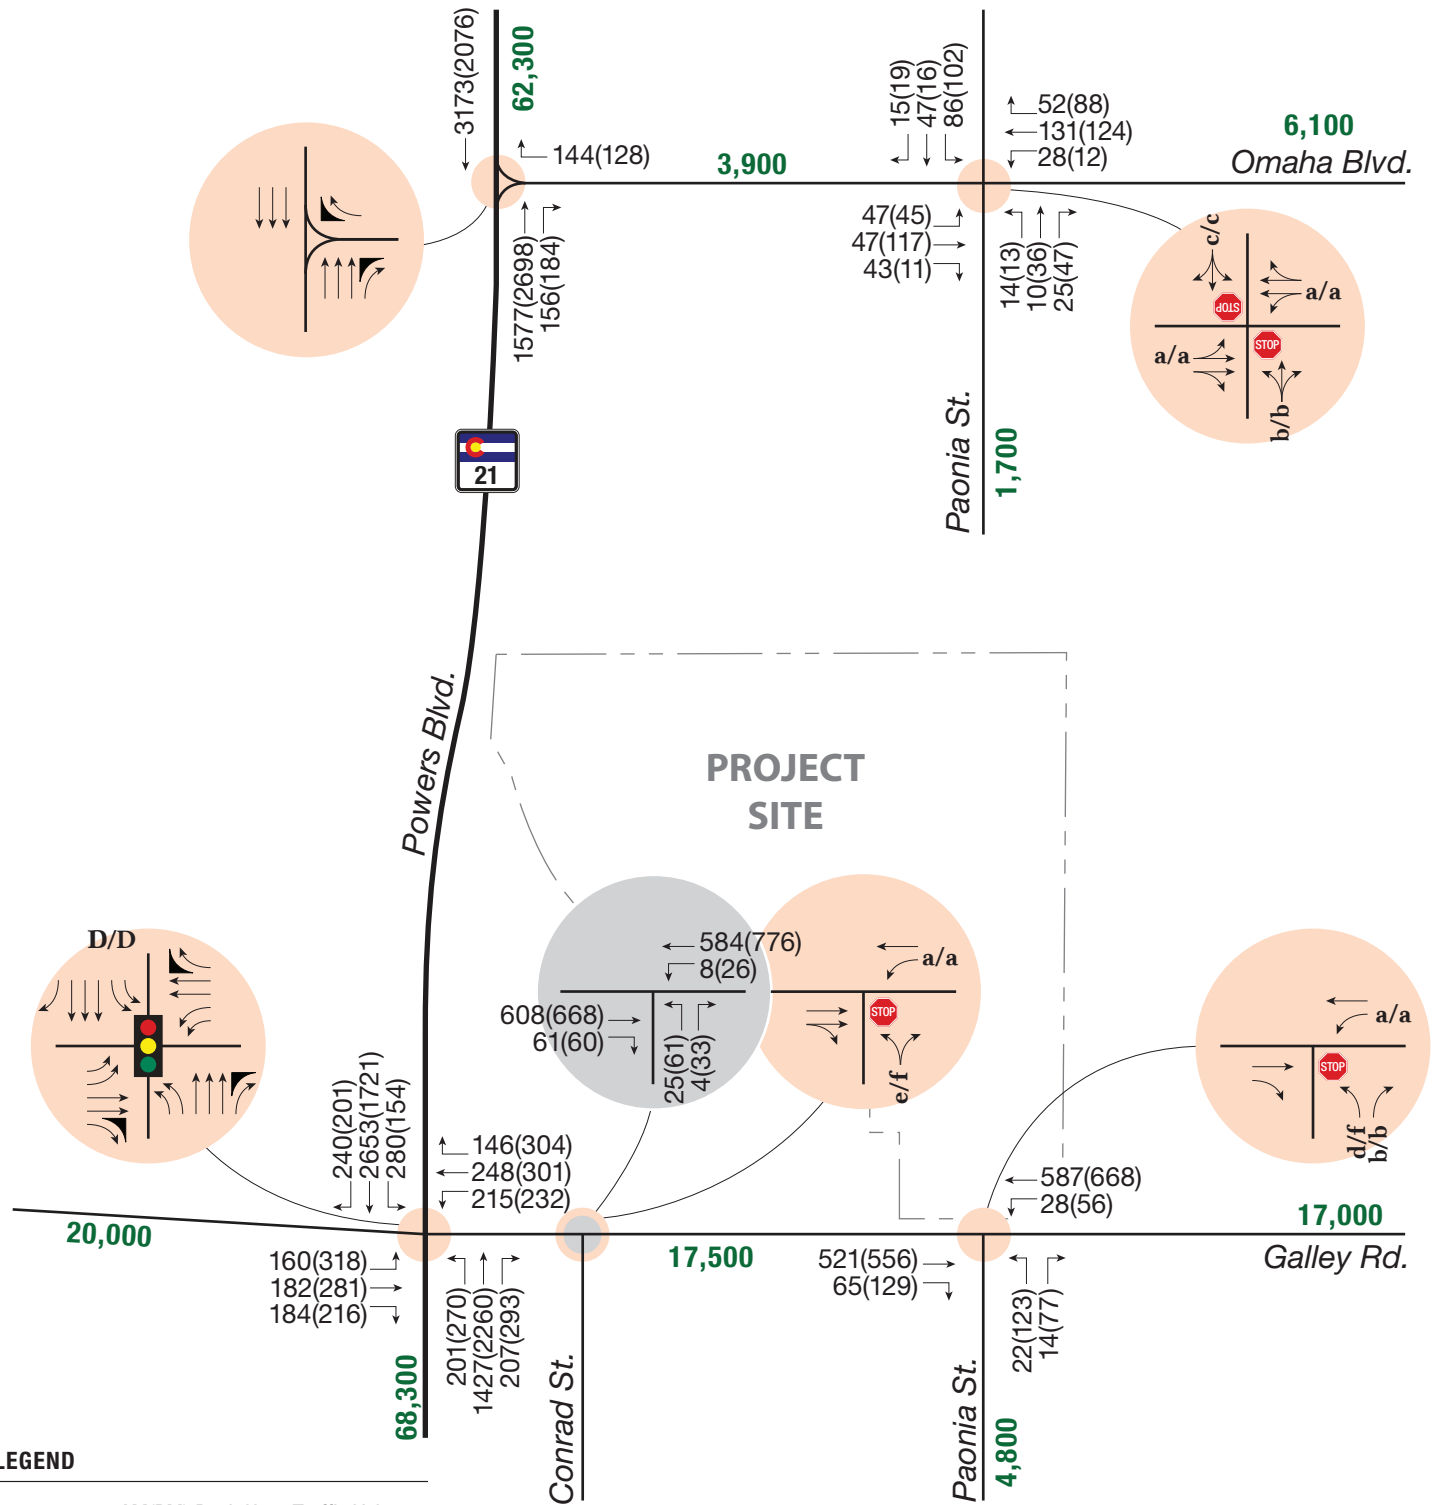 3173(2076)
62,300
144(128)
3,900
15(19)
47(16)
86(102)
52(88)
131(124)
28(12)
6,100
Omaha Blvd.
1577(2698)
156(184)
47(45)
47(117)
43(11)
14(13)
10(36)
25(47)
c/c
a/a
STOP
STOP
a/a
b/b
Paonia St.
1,700
21
Powers Blvd.
PROJECT
SITE
D/D
584(776)
8(26)
608(668)
61(60)
25(61)
4(33)
a/a
STOP
e/f
a/a
STOP
d/f
b/b
240(201)
2653(1721)
280(154)
146(304)
248(301)
215(232)
587(668)
28(56)
20,000
17,500
17,000
Galley Rd.
160(318)
182(281)
184(216)
201(270)
1427(2260)
207(293)
521(556)
65(129)
22(123)
14(77)
68,300
Conrad St.
Paonia St.
4,800
LEGEND